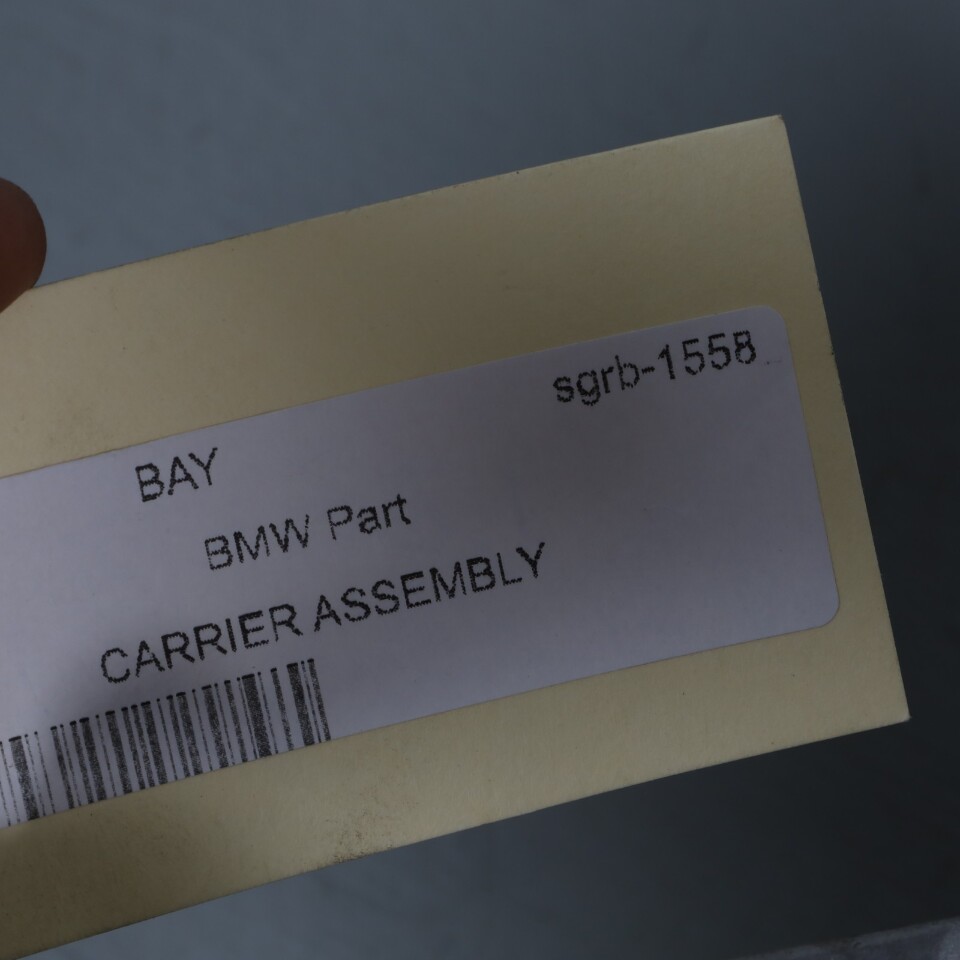 sgrb-1558
BAY
BMW Part
CARRIER ASSEMBLY